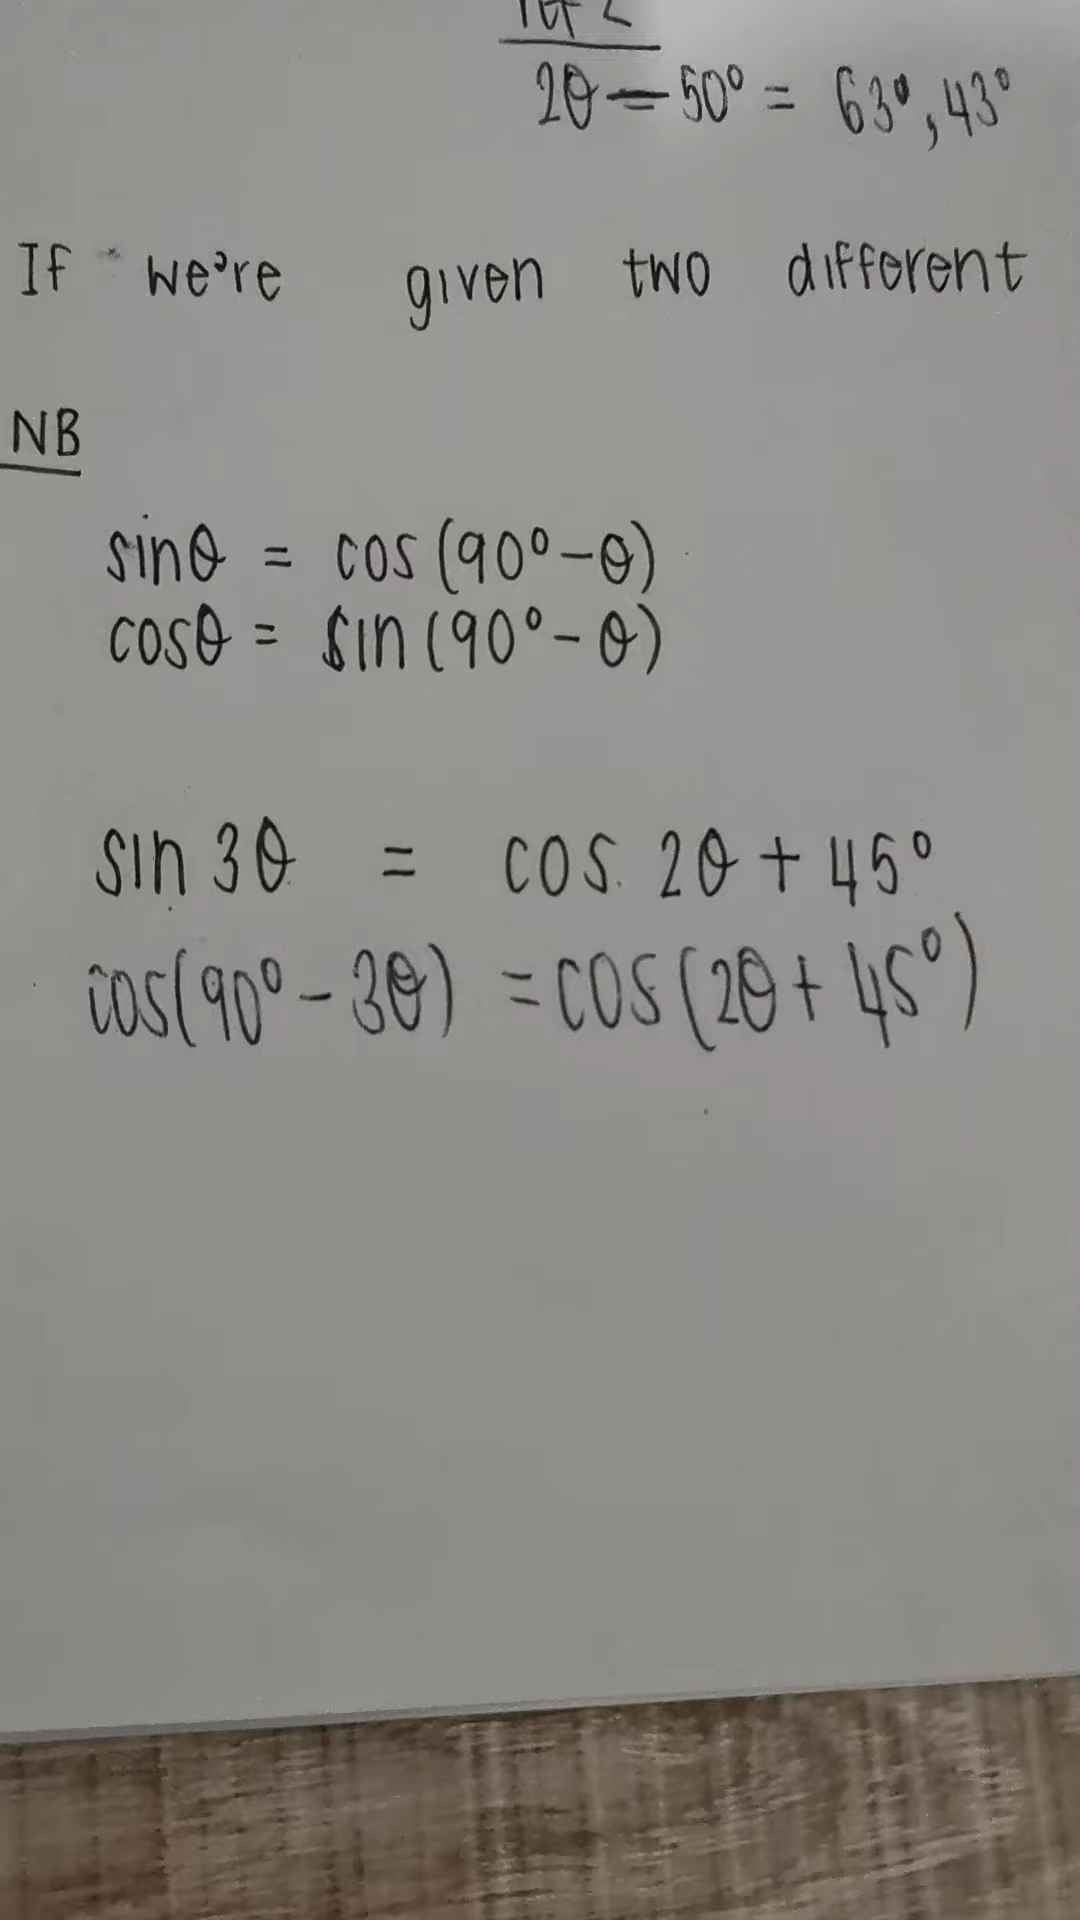 2θ - 50° = 63°,43°
If we're given two different
NB
sinθ = cos(90°-θ)
cosθ = sin(90°-θ)
sin 3θ = cos. 2θ + 45°
cos(90° - 3θ) = cos(2θ + 45°)